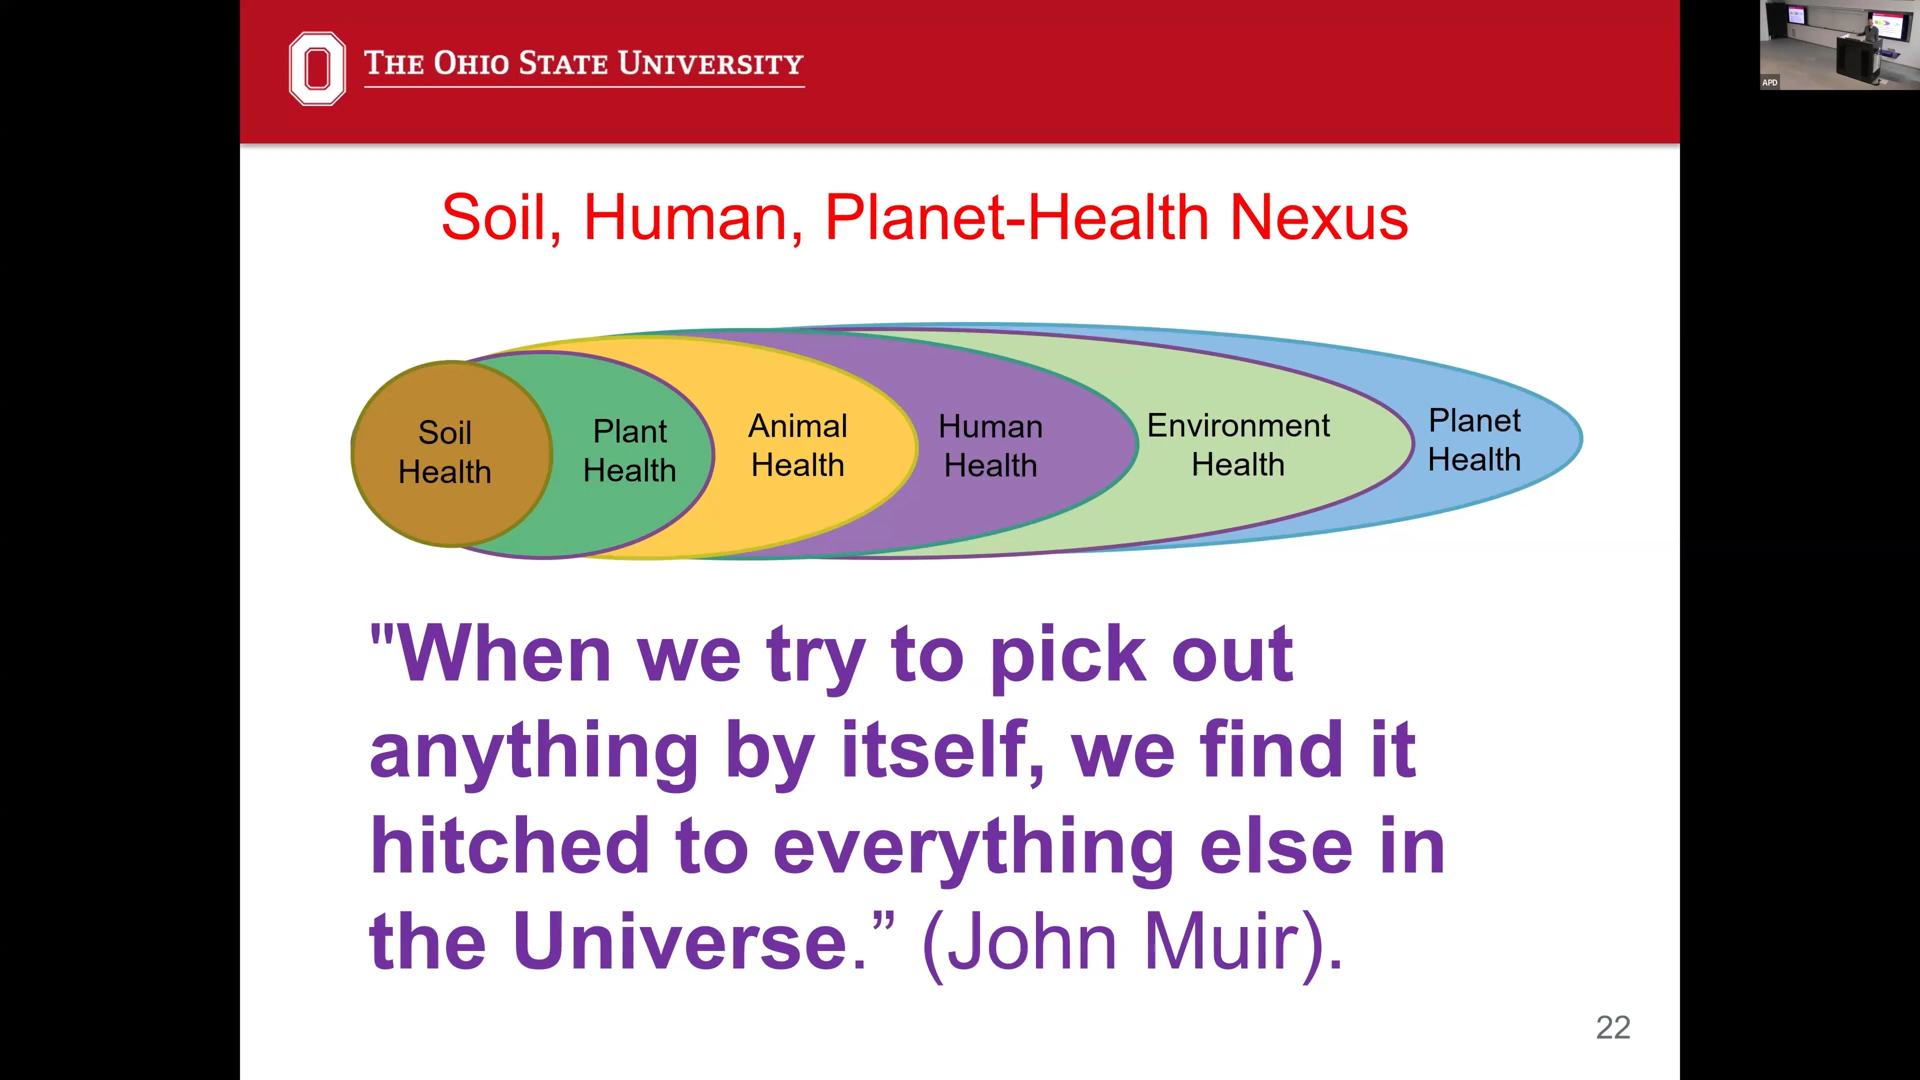 THE OHIO STATE UNIVERSITY
APD
Soil, Human, Planet-Health Nexus
Soil
Health
Plant
Health
Animal
Health
Human
Health
Environment
Health
Planet
Health
"When we try to pick out
anything by itself, we find it
hitched to everything else in
the Universe.” (John Muir).
22